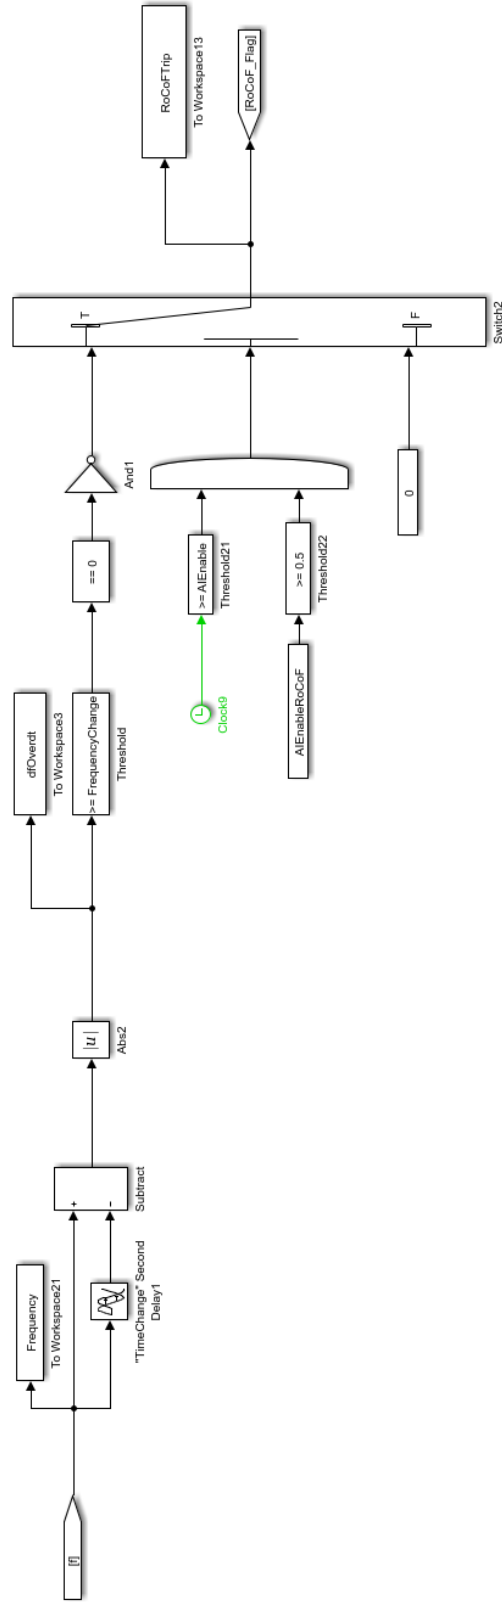 [f]
Frequency
To Workspace21
"TimeChange" Second
Delay1
+
-
Subtract
|u|
Abs2
dfOverdt
To Workspace3
>= FrequencyChange
Threshold
== 0
And1
Clock9
>= AIEnable
Threshold21
AIEnableRoCoF
>= 0.5
Threshold22
0
T
F
Switch2
RoCoFTrip
To Workspace13
[RoCoF_Flag]